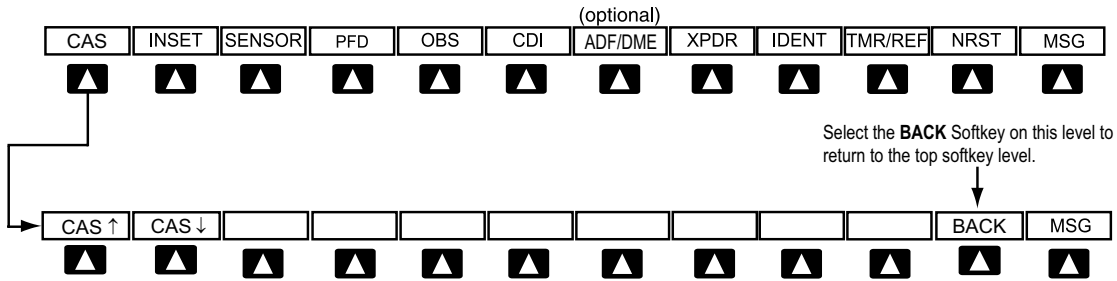 (optional)
CAS INSET SENSOR PFD OBS CDI ADF/DME XPDR IDENT TMR/REF NRST MSG
Select the BACK Softkey on this level to
return to the top softkey level.
CAS ↑ CAS ↓ BACK MSG